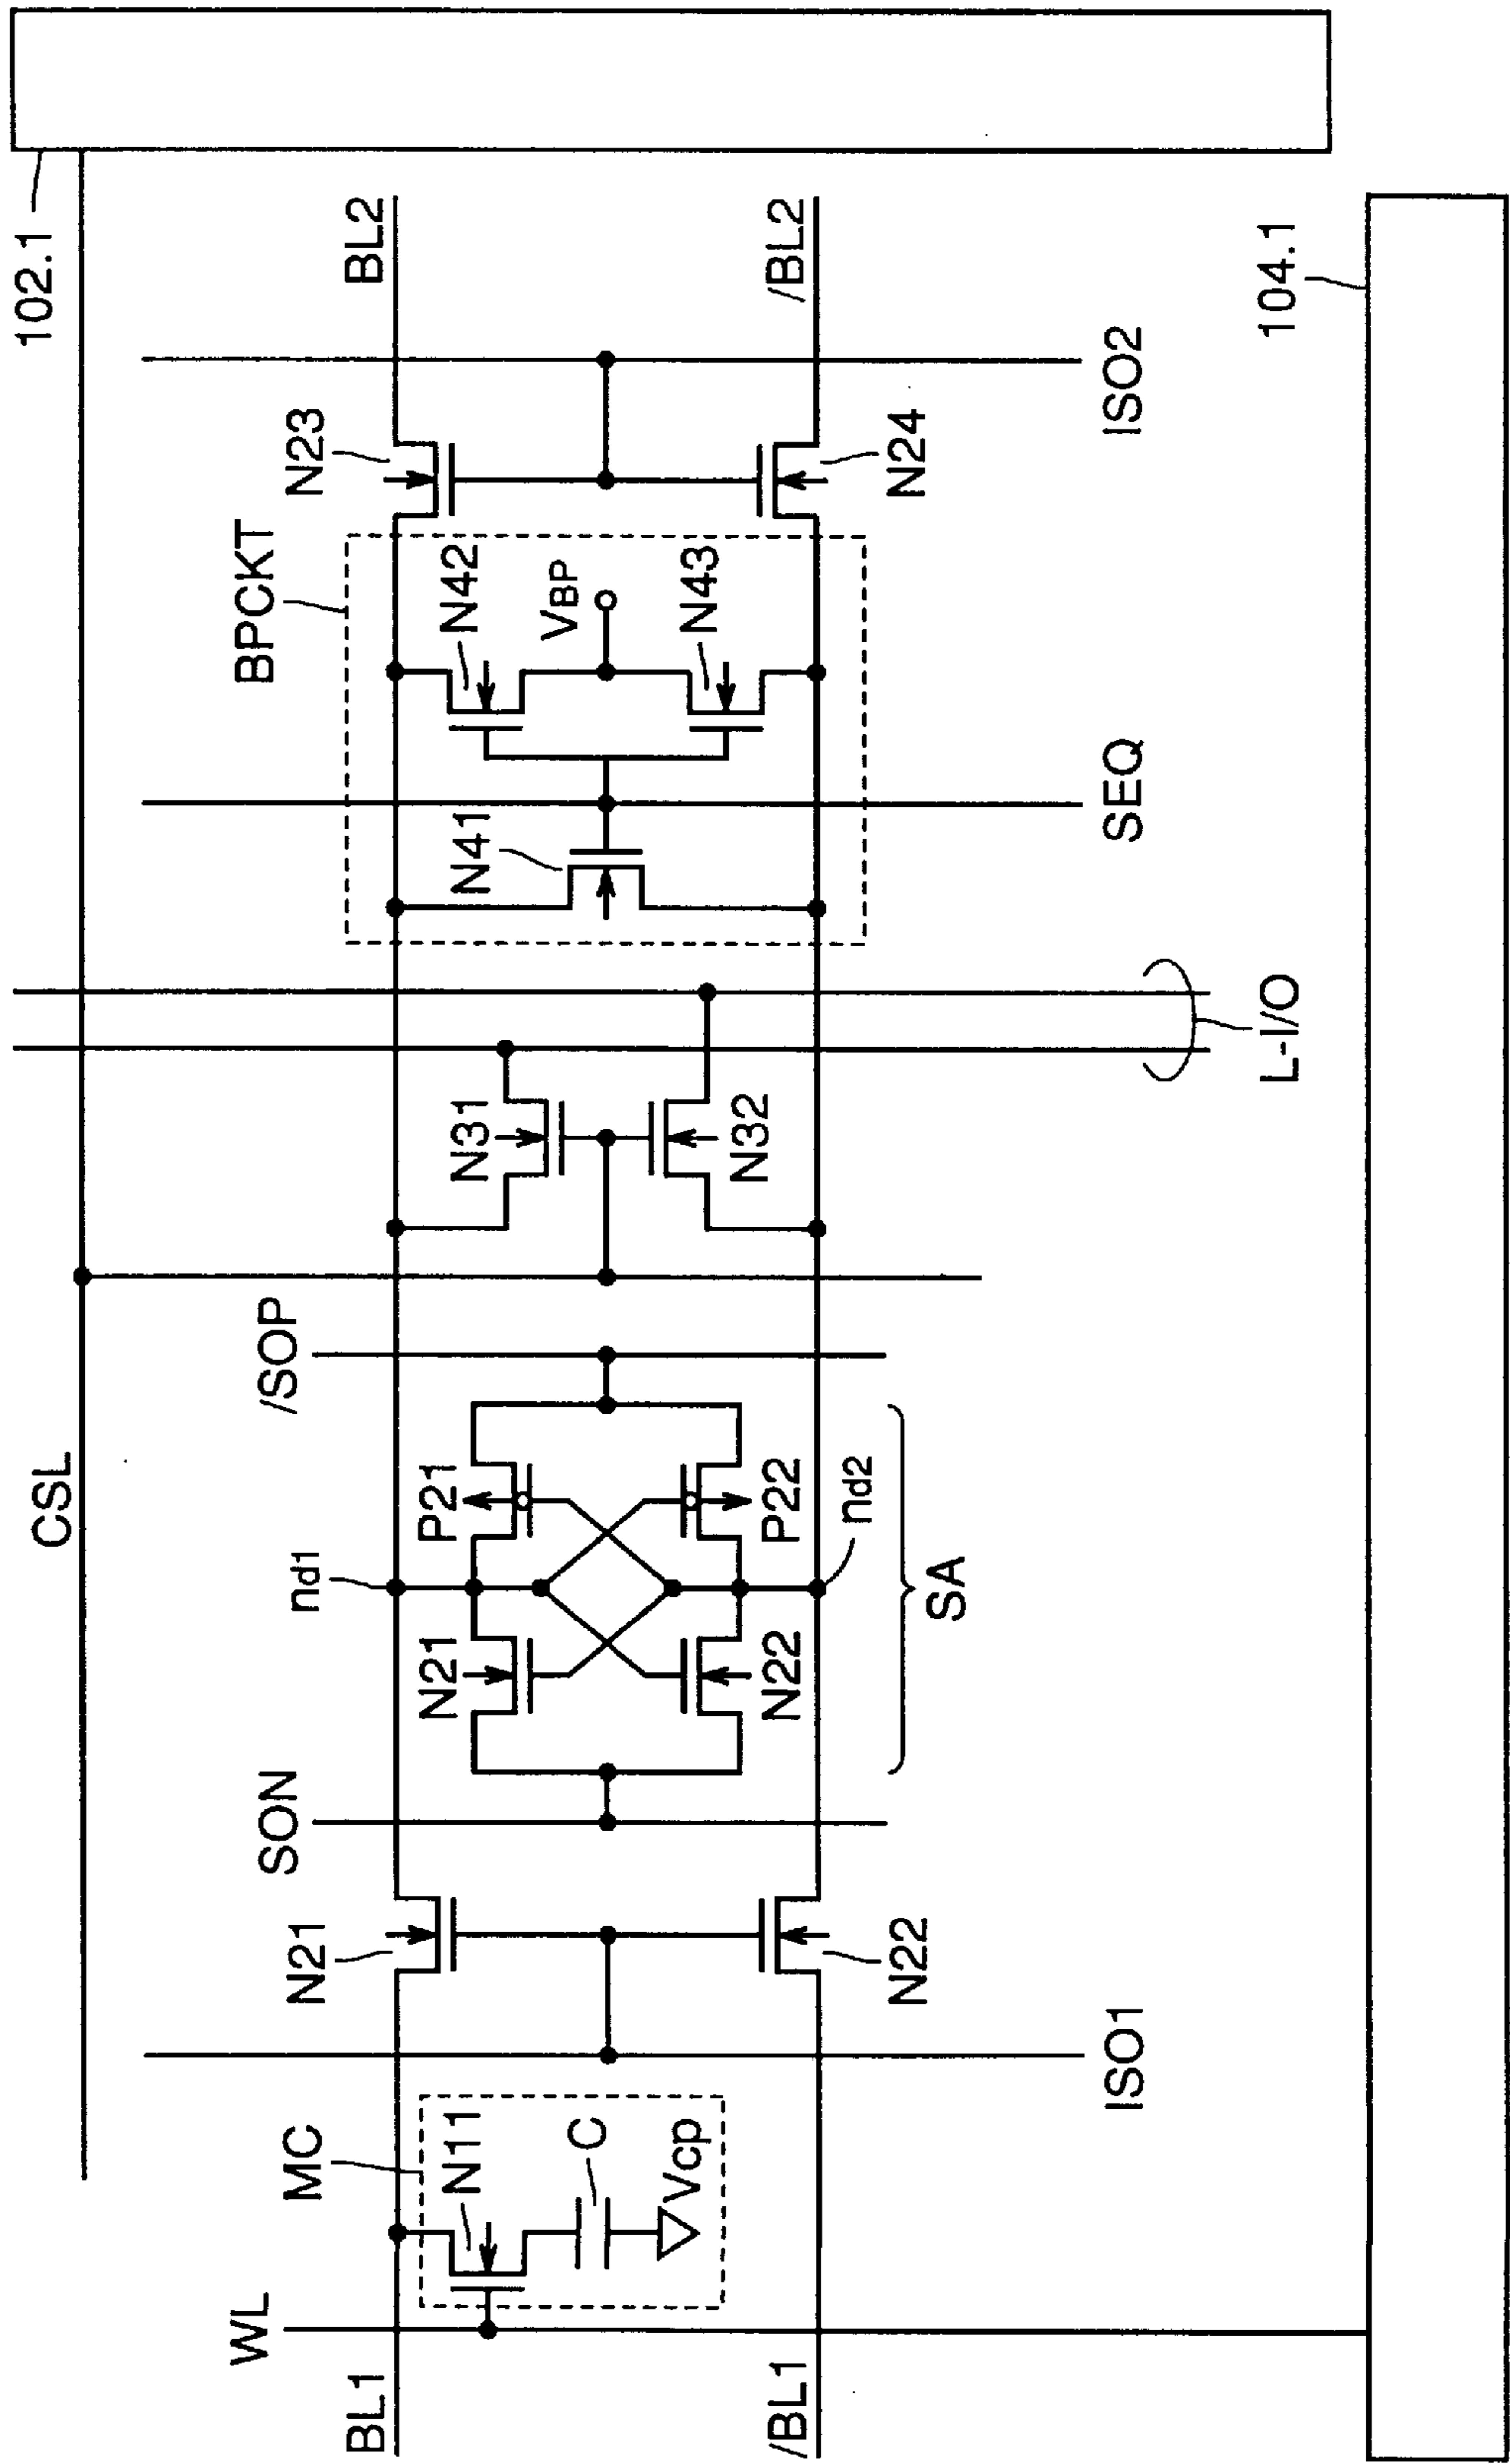 102.1
CSL
BL1
WL
MC
N11
C
Vcp
/BL1
ISO1
N21
N22
SON
nd1
N21
P21
N22
P22
nd2
SA
/SOP
N31
N32
L-I/O
BPCKT
N41
N42
VBP
N43
SEQ
N23
N24
ISO2
BL2
/BL2
104.1